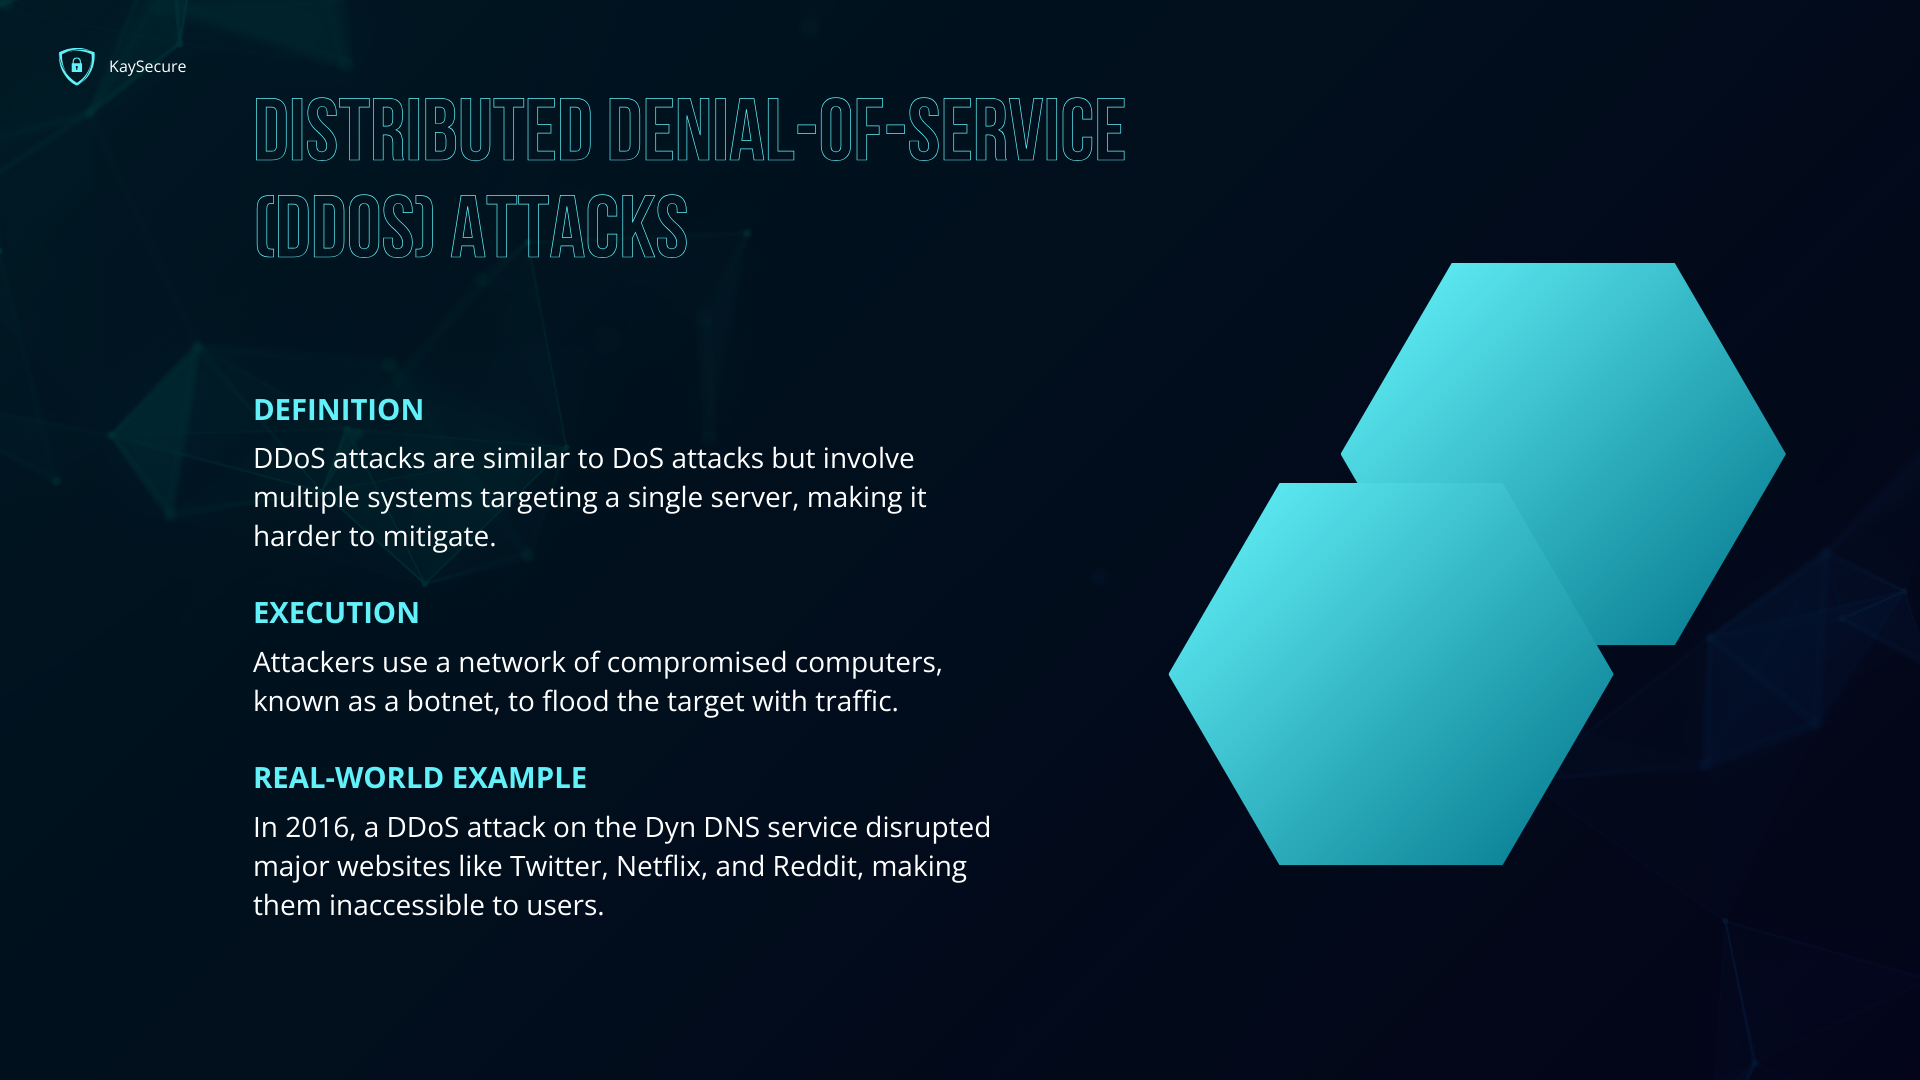 KaySecure
DISTRIBUTED DENIAL-OF-SERVICE
(DDOS) ATTACKS
DEFINITION
DDoS attacks are similar to DoS attacks but involve
multiple systems targeting a single server, making it
harder to mitigate.
EXECUTION
Attackers use a network of compromised computers,
known as a botnet, to flood the target with traffic.
REAL-WORLD EXAMPLE
In 2016, a DDoS attack on the Dyn DNS service disrupted
major websites like Twitter, Netflix, and Reddit, making
them inaccessible to users.